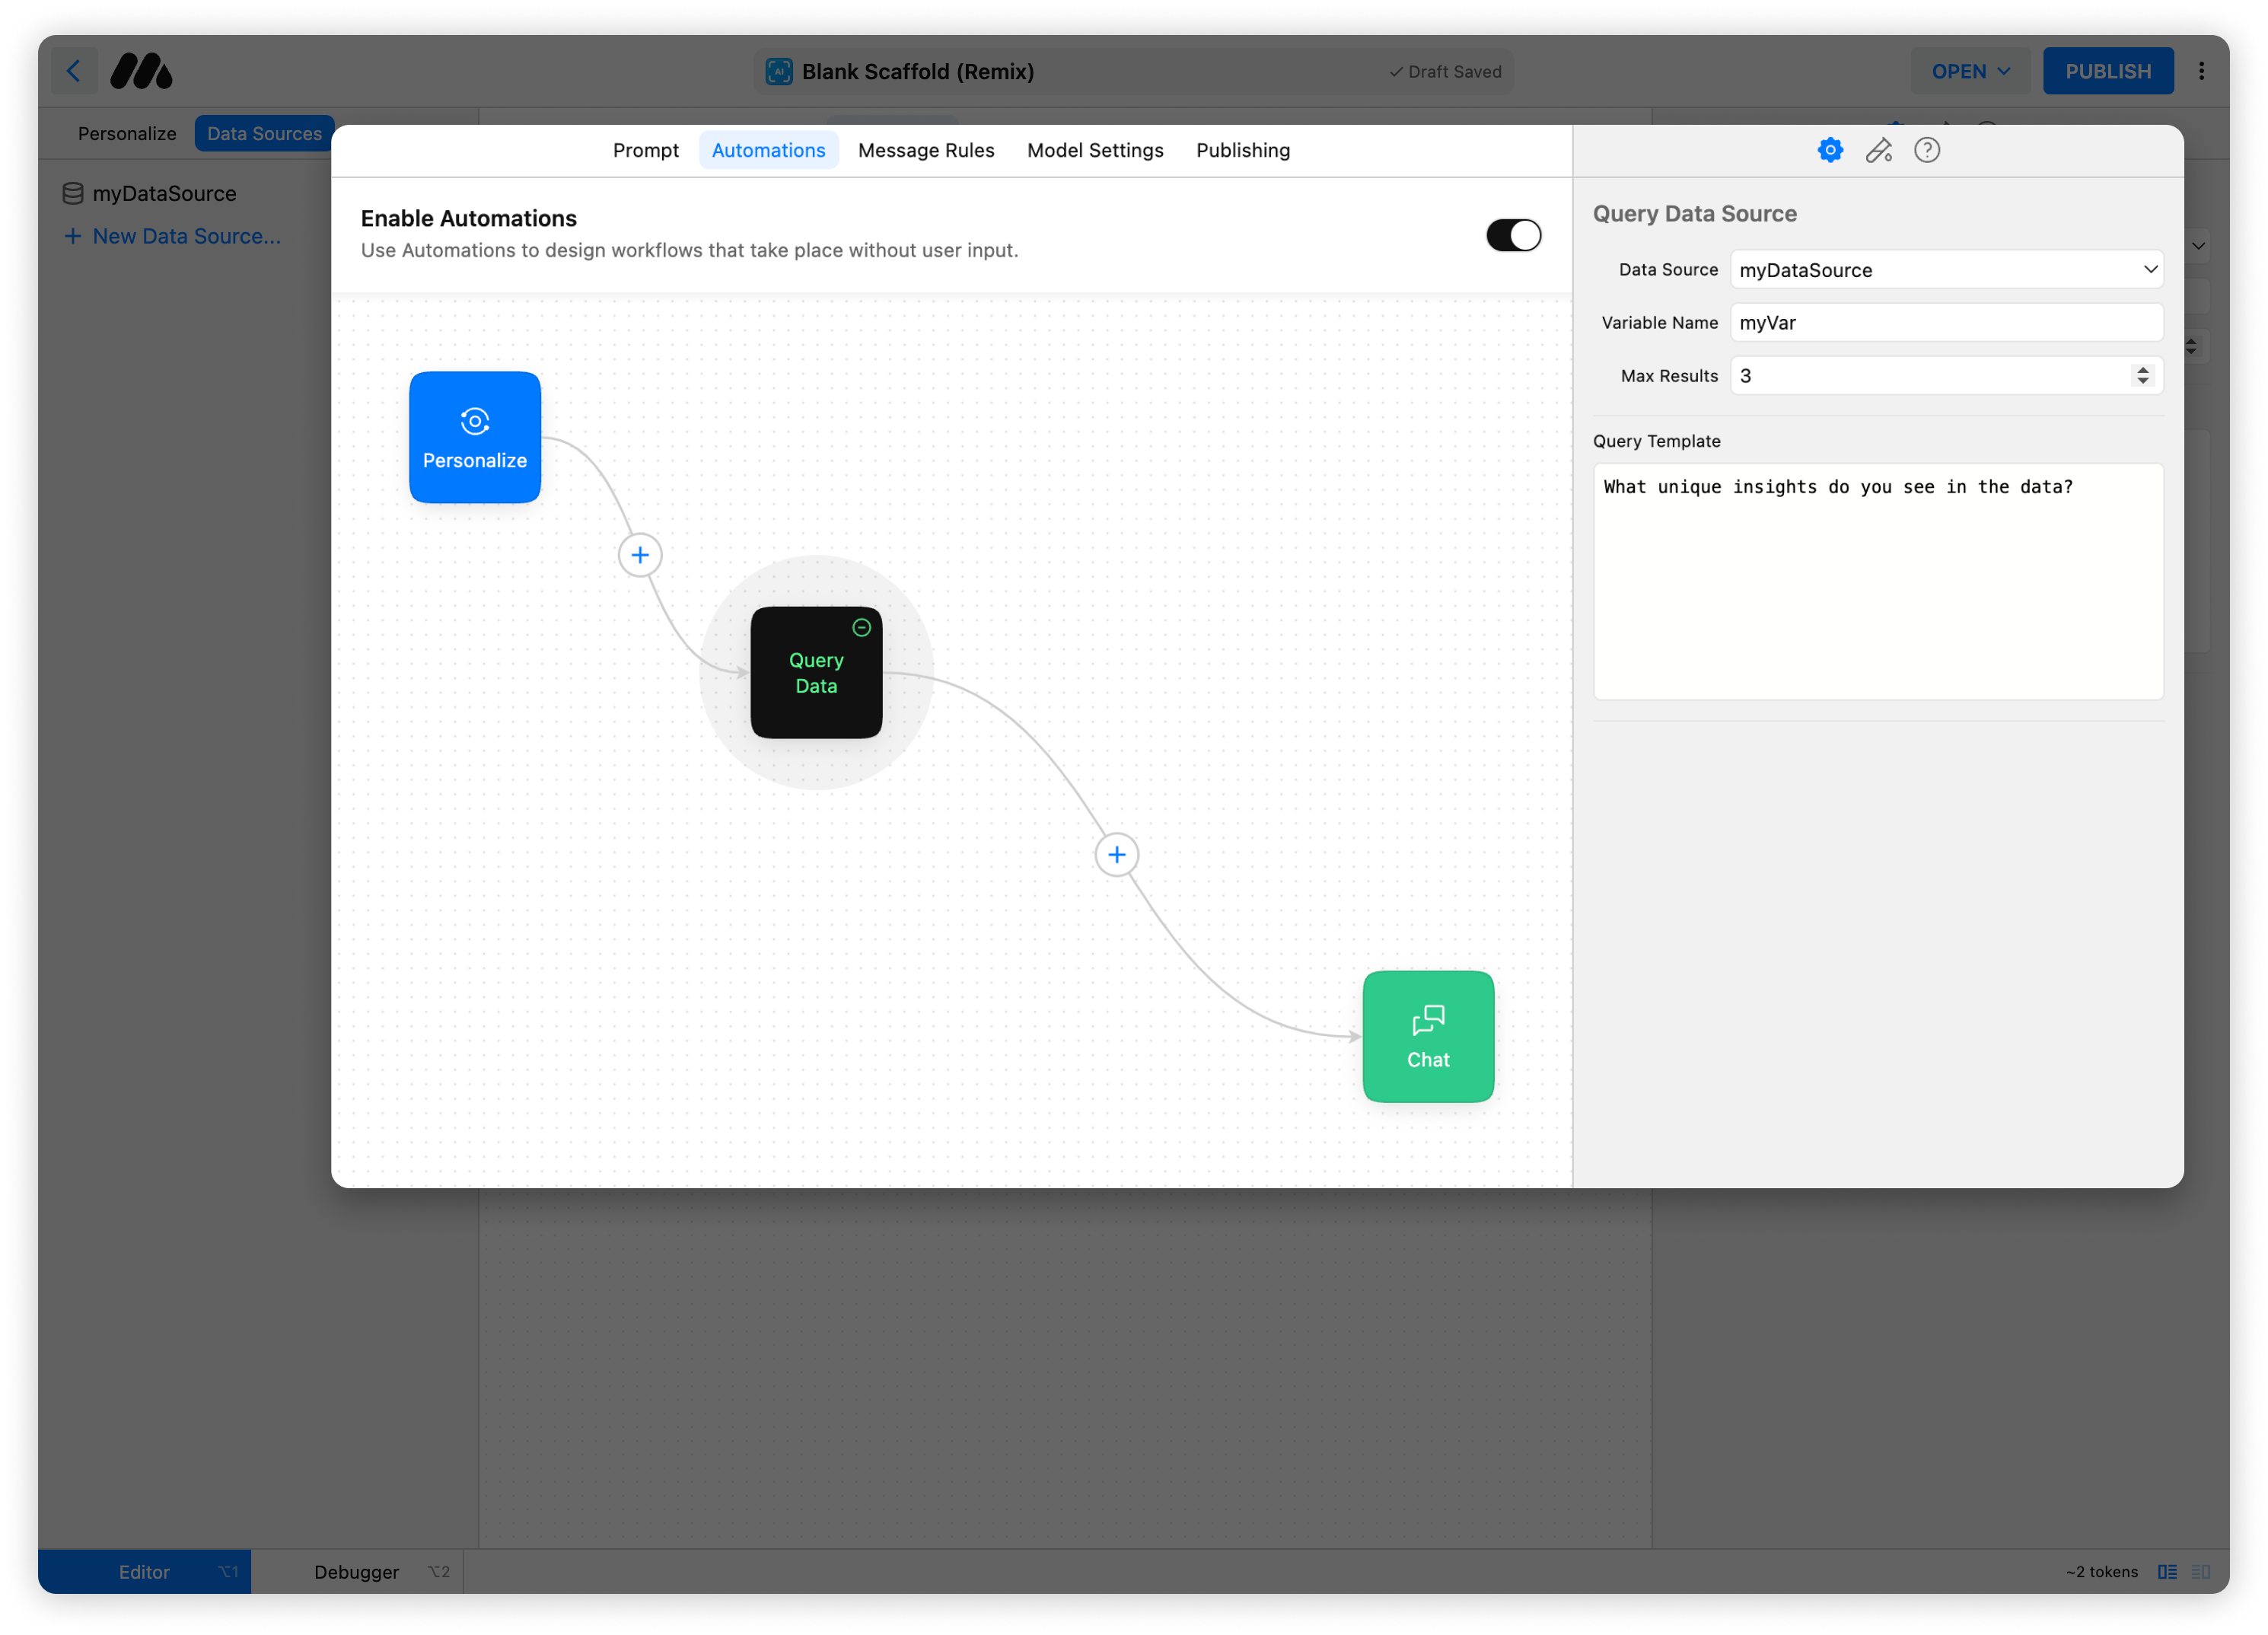 Blank Scaffold (Remix)
Draft Saved
OPEN
PUBLISH
Personalize
Data Sources
myDataSource
New Data Source...
Prompt
Automations
Message Rules
Model Settings
Publishing
Enable Automations
Use Automations to design workflows that take place without user input.
Personalize
Query
Data
Chat
Query Data Source
Data Source
myDataSource
Variable Name
myVar
Max Results
3
Query Template
What unique insights do you see in the data?
Editor
⌥1
Debugger
⌥2
~2 tokens